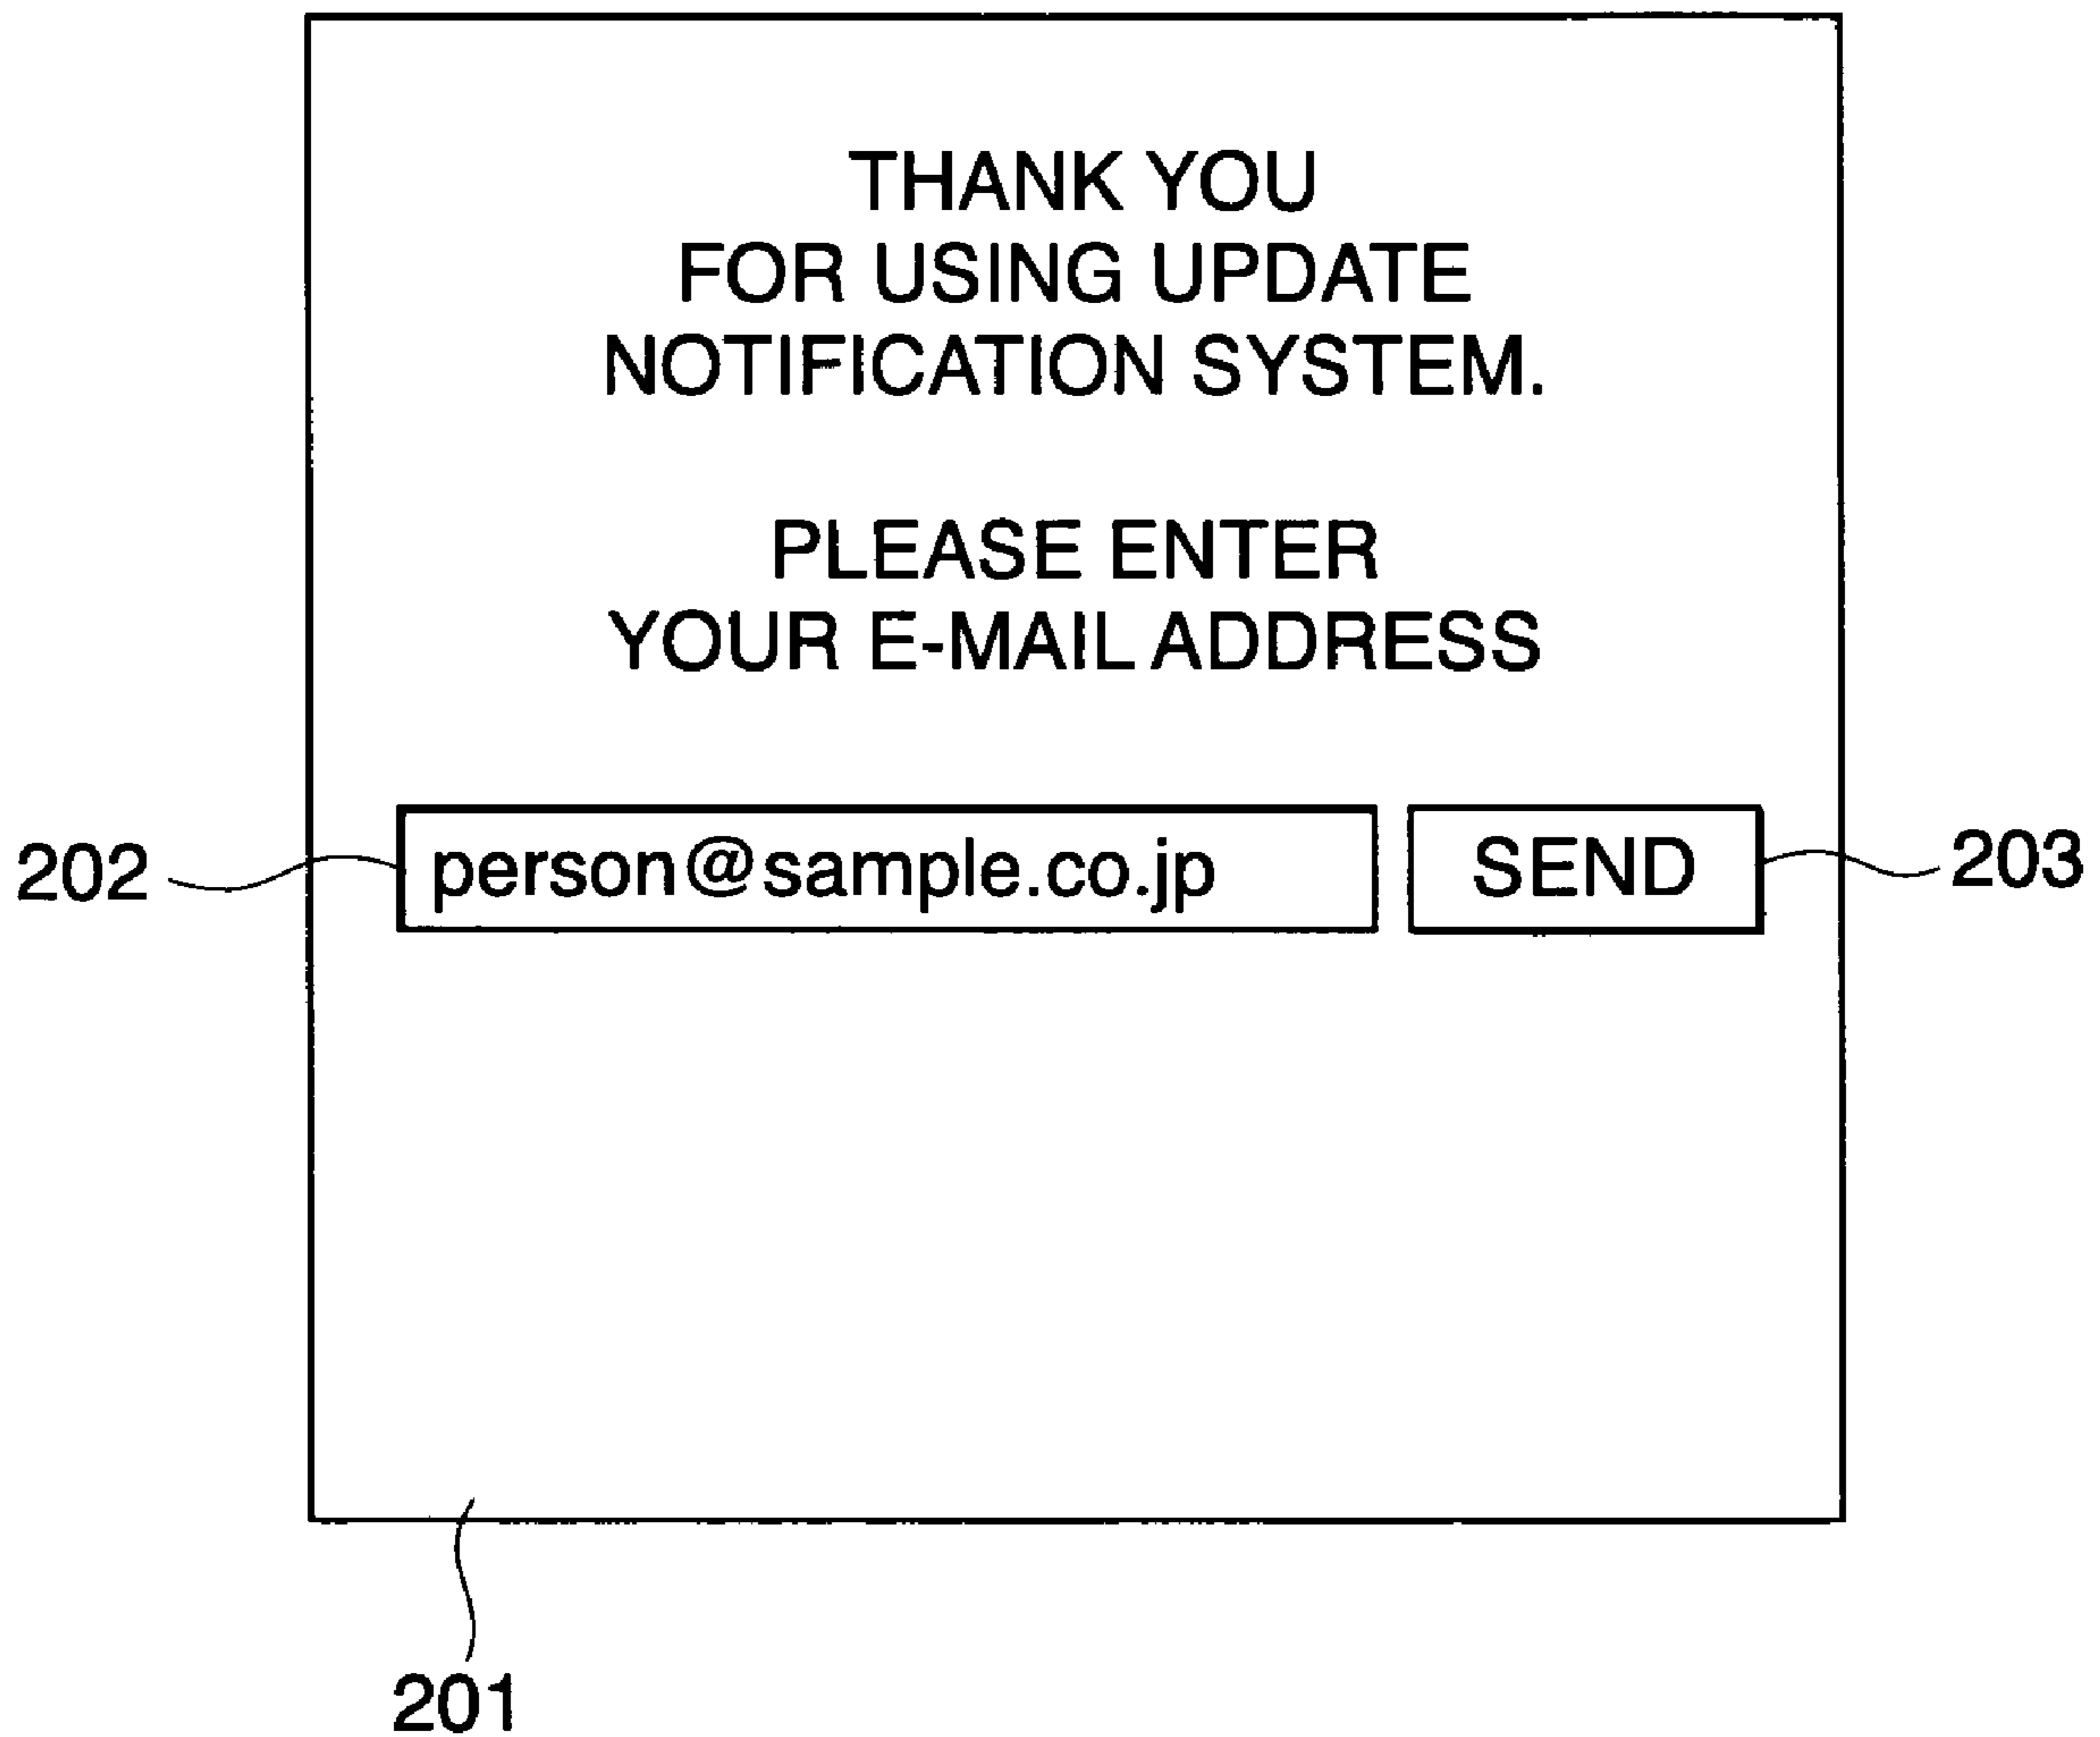 THANK YOU
FOR USING UPDATE
NOTIFICATION SYSTEM.
PLEASE ENTER
YOUR E-MAIL ADDRESS
202
person@sample.co.jp
SEND
203
201